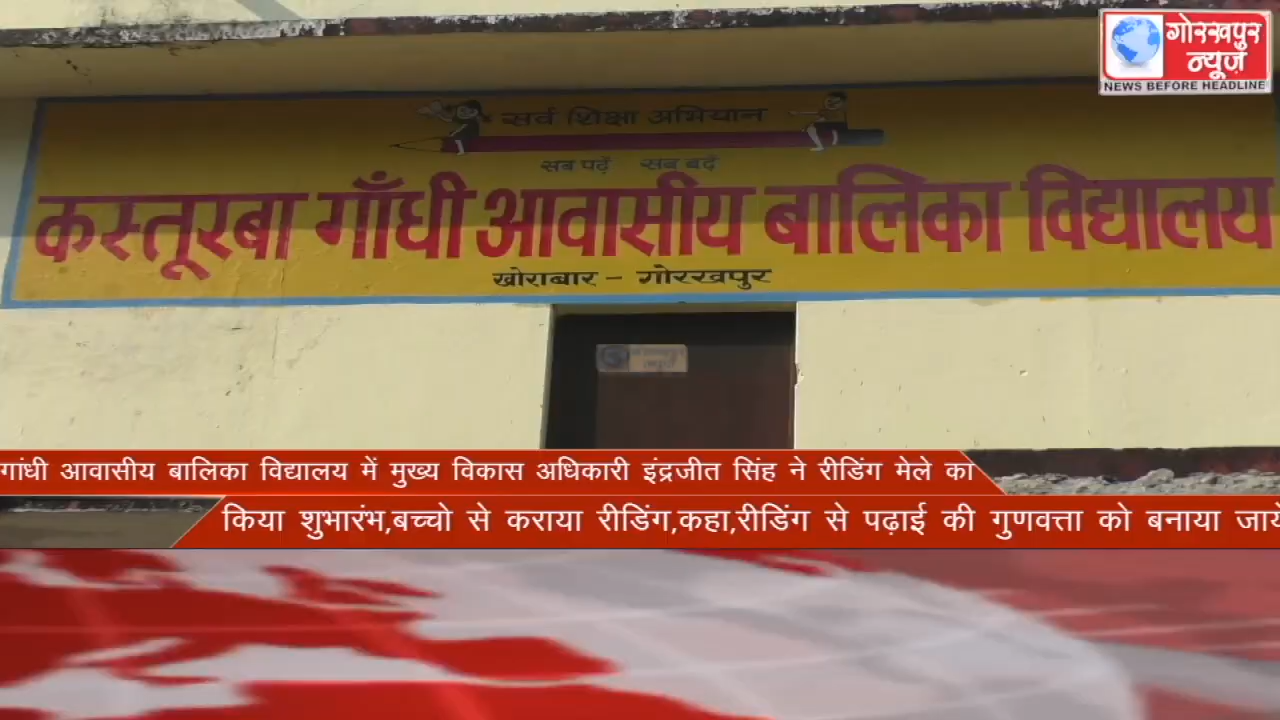 गोरखपुर
न्यूज़
NEWS BEFORE HEADLINE
सर्व शिक्षा अभियान
सब पढ़ें सब बढ़ें
कस्तूरबा गाँधी आवासीय बालिका विद्यालय
खोराबार - गोरखपुर
गांधी आवासीय बालिका विद्यालय में मुख्य विकास अधिकारी इंद्रजीत सिंह ने रीडिंग मेले का
किया शुभारंभ,बच्चो से कराया रीडिंग,कहा,रीडिंग से पढ़ाई की गुणवत्ता को बनाया जाये